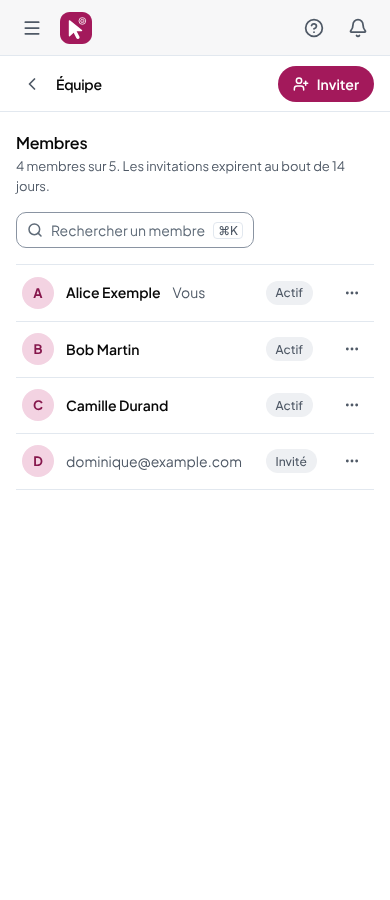 Équipe
Inviter
Membres
4 membres sur 5. Les invitations expirent au bout de 14
jours.
Rechercher un membre ⌘K
A Alice Exemple Vous Actif
B Bob Martin Actif
C Camille Durand Actif
D dominique@example.com Invité